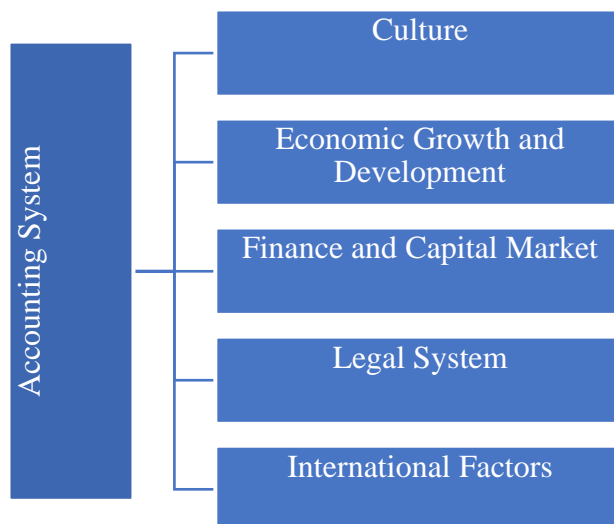 Accounting System
Culture
Economic Growth and
Development
Finance and Capital Market
Legal System
International Factors